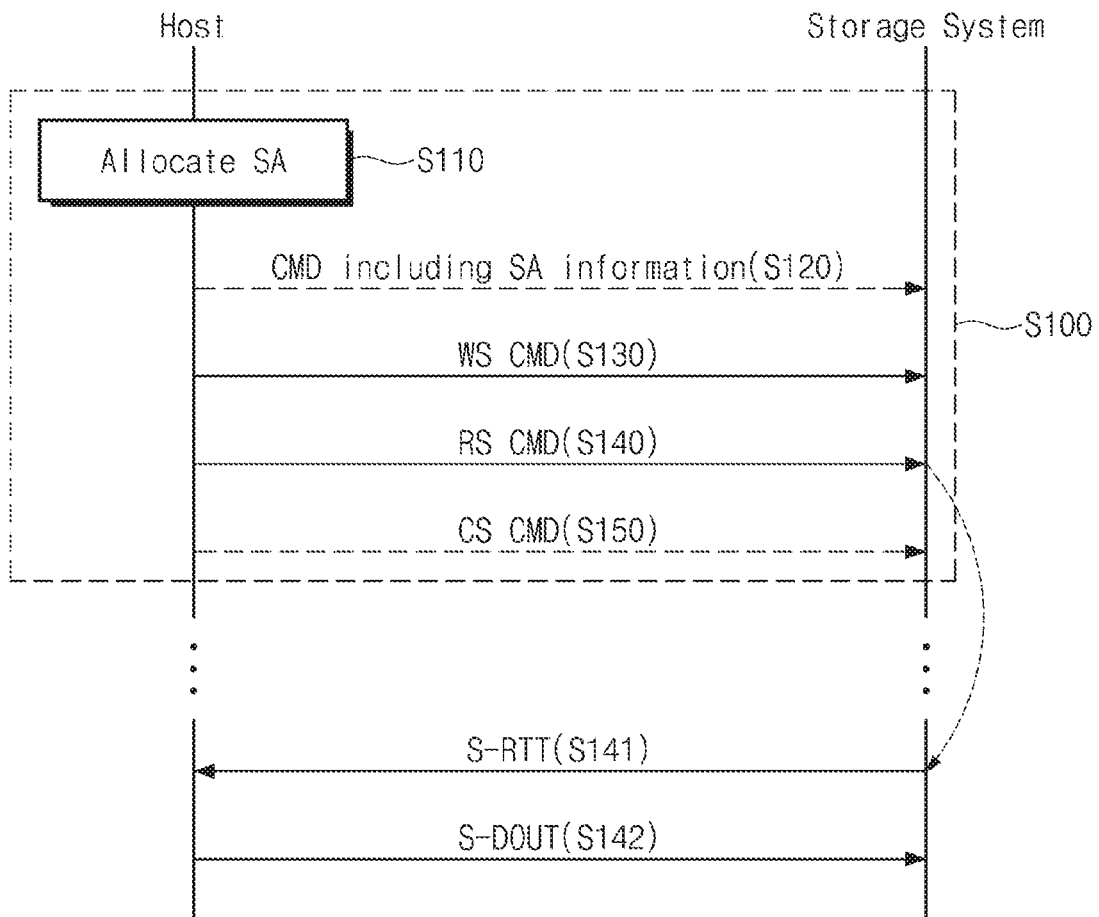 Host
Storage System
Allocate SA
S110
CMD including SA information(S120)
WS CMD(S130)
S100
RS CMD(S140)
CS CMD(S150)
S-RTT(S141)
S-DOUT(S142)